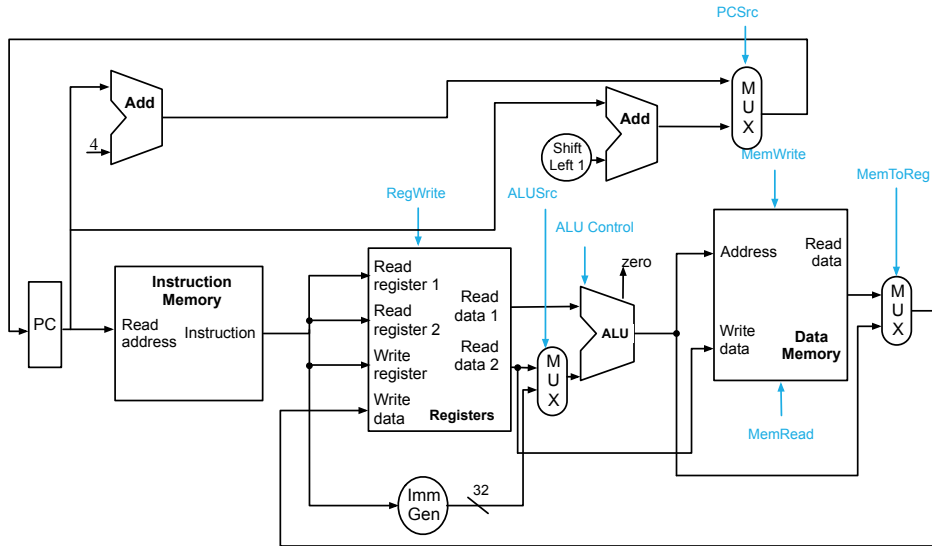 PCSrc
M
U
X
Add
4
Add
Shift
Left 1
MemWrite
RegWrite
ALUSrc
ALU Control
MemToReg
zero
Instruction
Memory
Read
address
Instruction
PC
Read
register 1
Read
register 2
Write
register
Write
data
Read
data 1
Read
data 2
Registers
M
U
X
ALU
Address
Read
data
Write
data
Data
Memory
M
U
X
MemRead
Imm
Gen
32